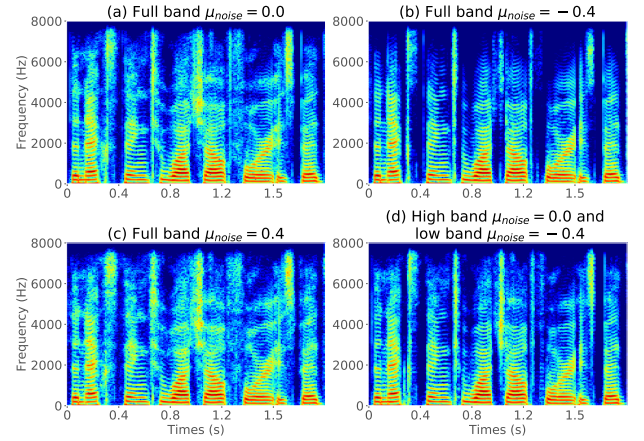 (a) Full band μnoise = 0.0
(b) Full band μnoise = − 0.4
8000
6000
4000
2000
0
Frequency (Hz)
0 0.4 0.8 1.2 1.5
8000
6000
4000
2000
0
0 0.4 0.8 1.2 1.5
(c) Full band μnoise = 0.4
(d) High band μnoise = 0.0 and
low band μnoise = − 0.4
8000
6000
4000
2000
0
Frequency (Hz)
0 0.4 0.8 1.2 1.5
Times (s)
8000
6000
4000
2000
0
0 0.4 0.8 1.2 1.5
Times (s)